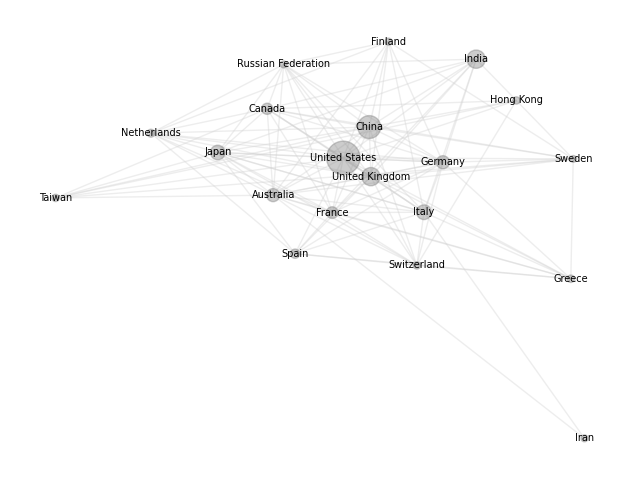 Finland
India
Russian Federation
Hong Kong
Canada
China
Netherlands
Japan
United States
Germany
Sweden
United Kingdom
Taiwan
Australia
France
Italy
Spain
Switzerland
Greece
Iran